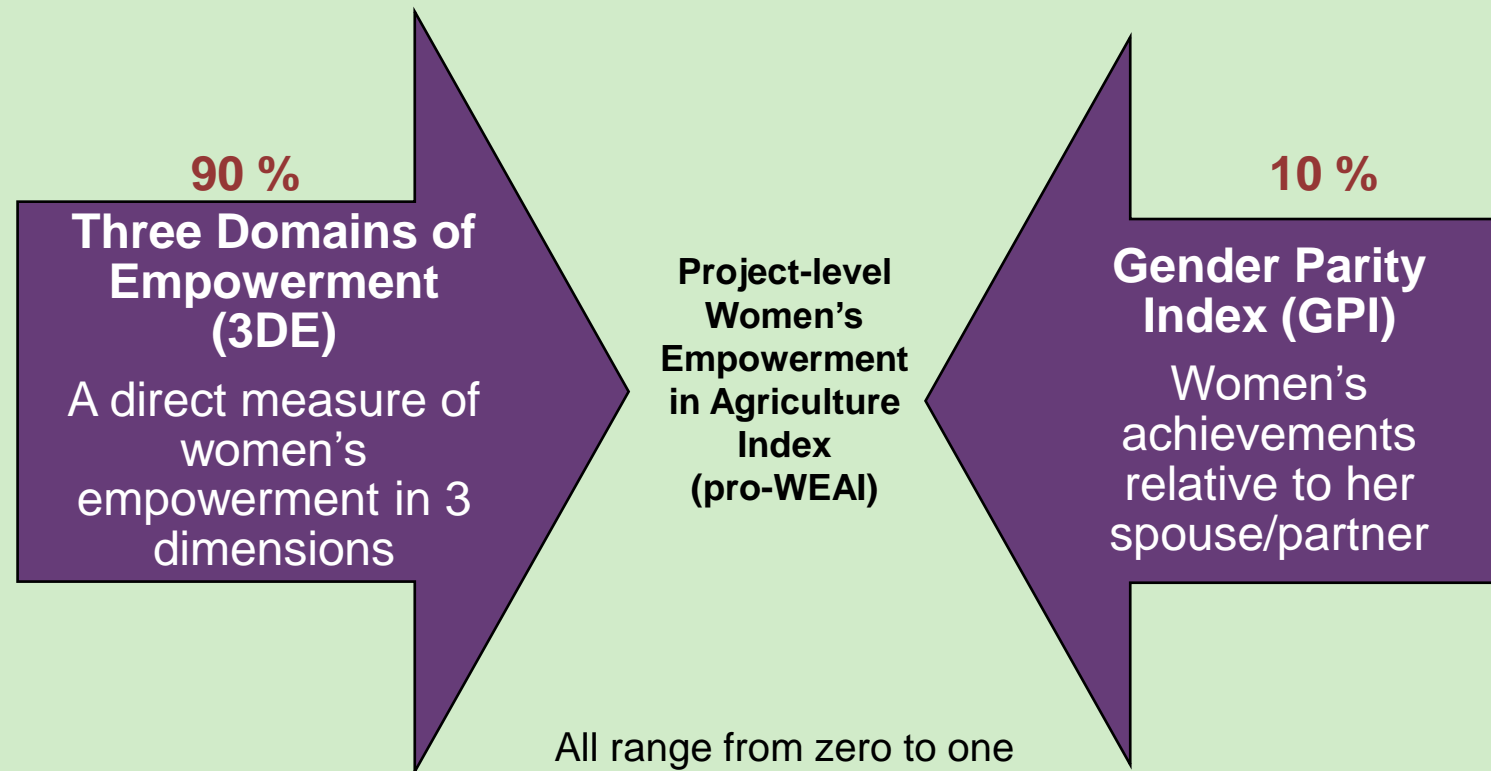 90 %
Three Domains of
Empowerment
(3DE)
A direct measure of
women’s
empowerment in 3
dimensions
Project-level
Women’s
Empowerment
in Agriculture
Index
(pro-WEAI)
10 %
Gender Parity
Index (GPI)
Women’s
achievements
relative to her
spouse/partner
All range from zero to one